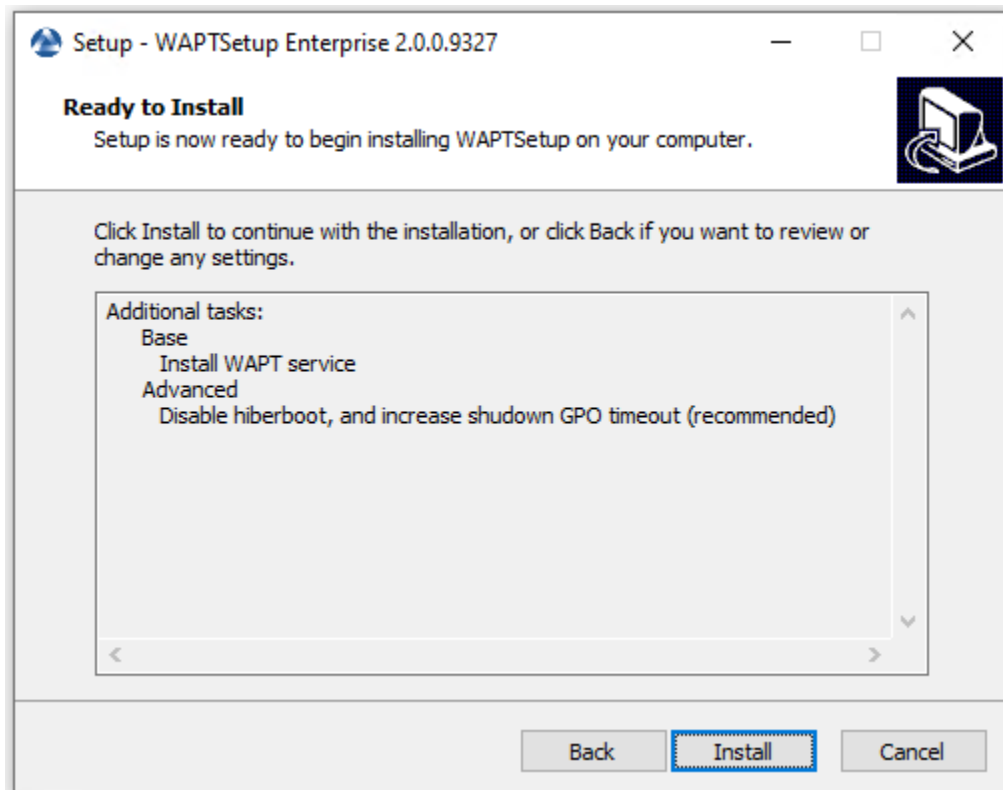 Setup - WAPTSetup Enterprise 2.0.0.9327
Ready to Install
Setup is now ready to begin installing WAPTSetup on your computer.
Click Install to continue with the installation, or click Back if you want to review or
change any settings.
Additional tasks:
Base
Install WAPT service
Advanced
Disable hiberboot, and increase shudown GPO timeout (recommended)
Back
Install
Cancel